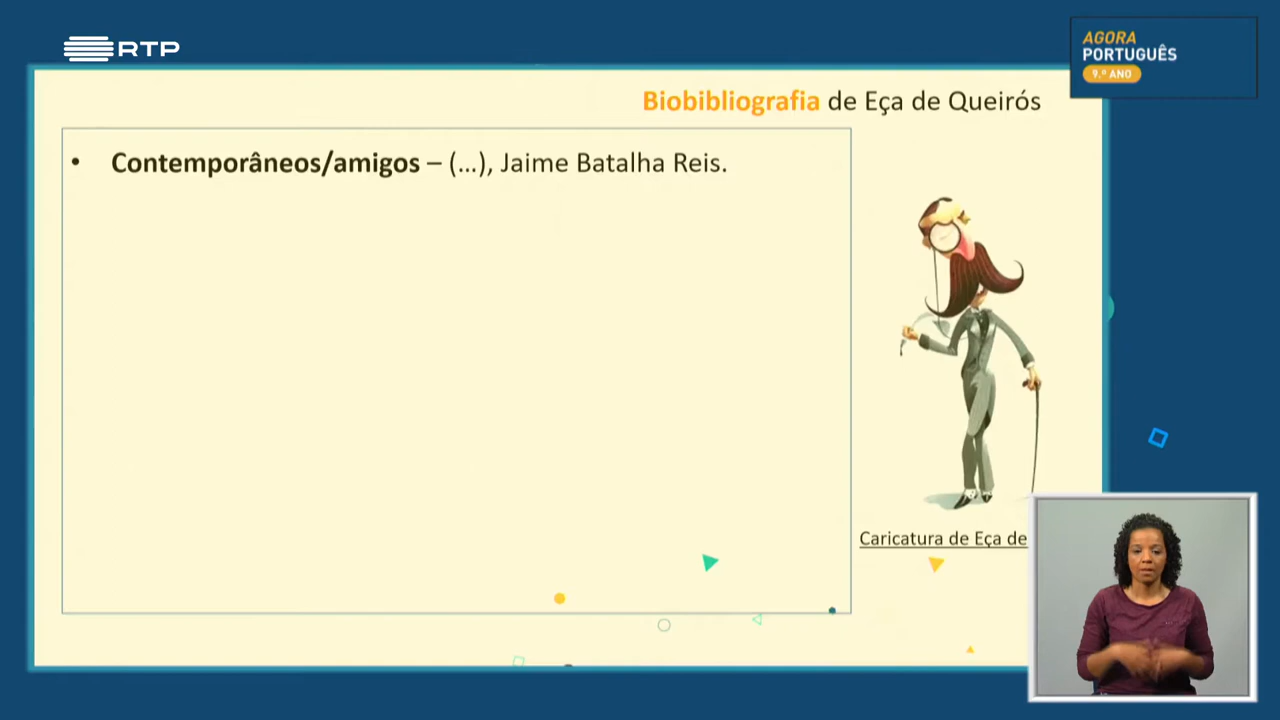 RTP
AGORA
PORTUGUÊS
9.º ANO
Biobibliografia de Eça de Queirós
• Contemporâneos/amigos – (...), Jaime Batalha Reis.
Caricatura de Eça de